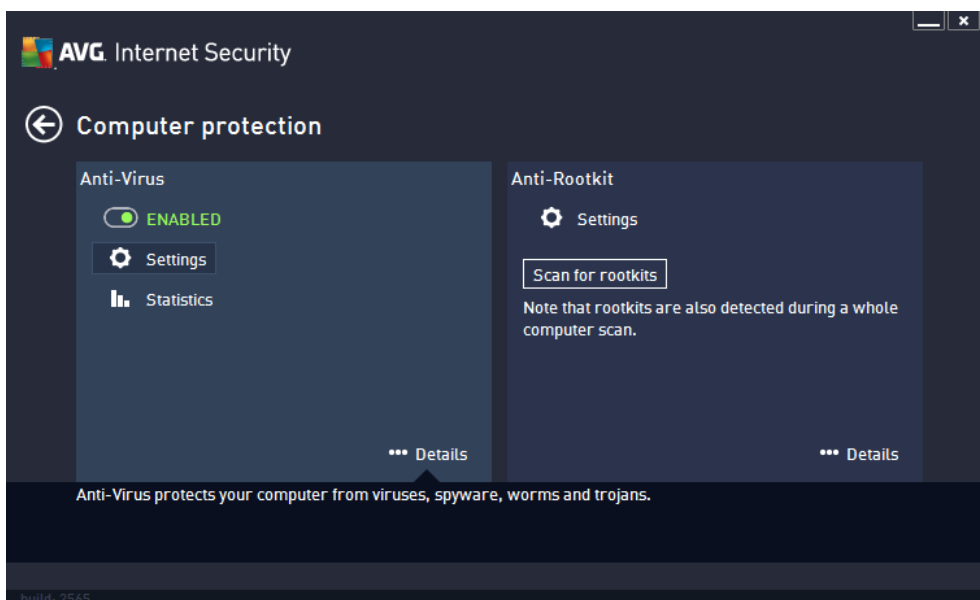 AVG. Internet Security
Computer protection
Anti-Virus
ENABLED
Settings
Statistics
••• Details
Anti-Rootkit
Settings
Scan for rootkits
Note that rootkits are also detected during a whole
computer scan.
••• Details
Anti-Virus protects your computer from viruses, spyware, worms and trojans.
build: 2565